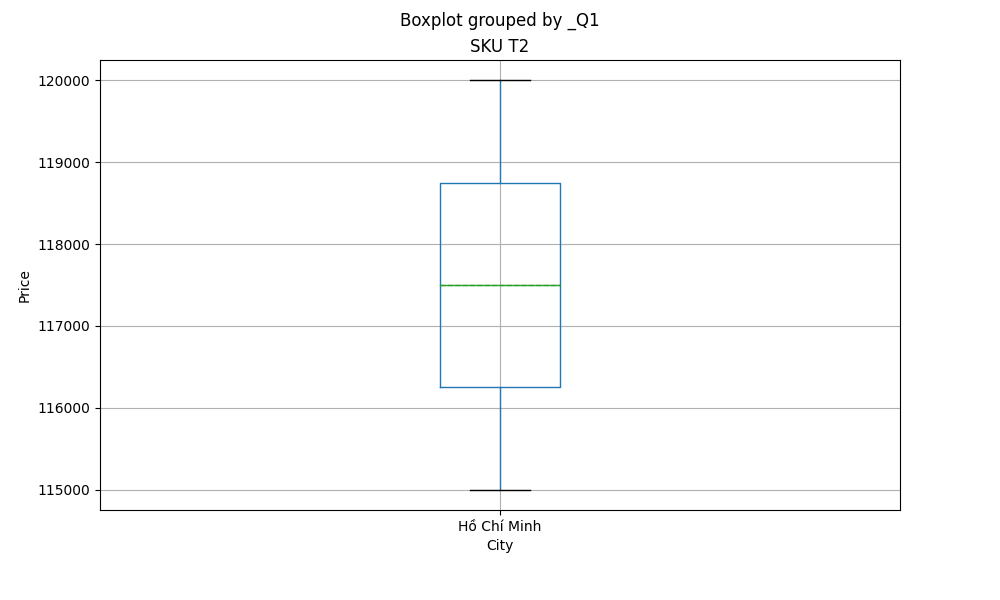 Boxplot grouped by _Q1
SKU T2
120000
119000
118000
117000
116000
115000
Price
Hồ Chí Minh
City